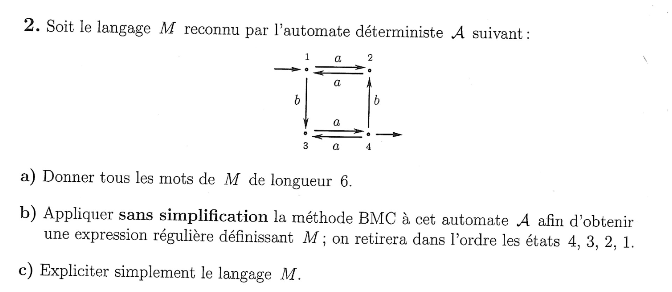 2. Soit le langage M reconnu par l'automate déterministe 𝒜 suivant :
1 a 2
a
b b
a
3 a 4
a) Donner tous les mots de M de longueur 6.
b) Appliquer sans simplification la méthode BMC à cet automate 𝒜 afin d'obtenir
une expression régulière définissant M ; on retirera dans l'ordre les états 4, 3, 2, 1.
c) Expliciter simplement le langage M.